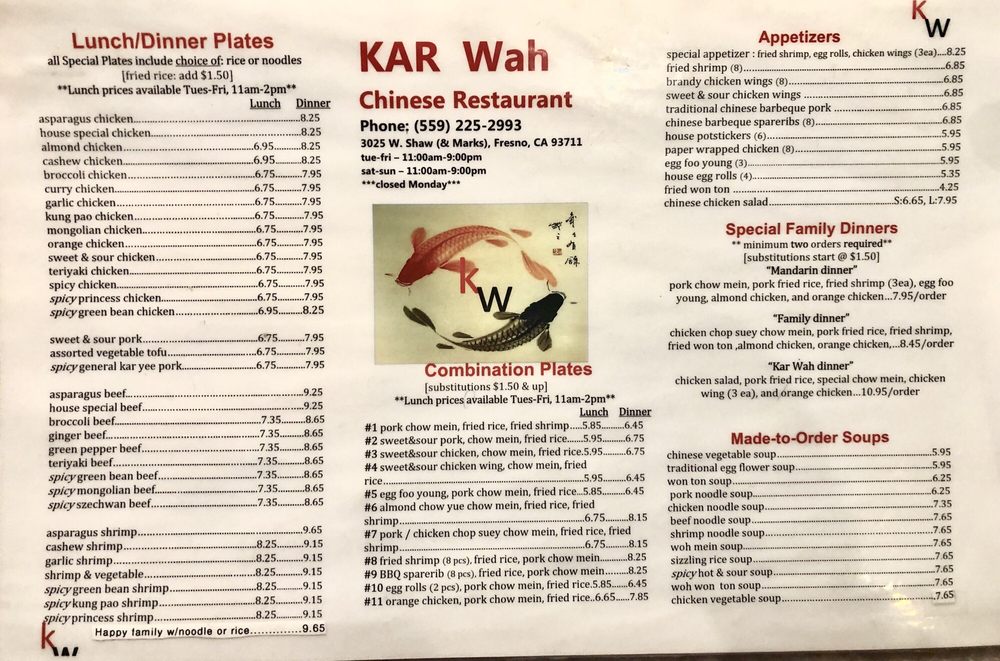 Lunch/Dinner Plates
all Special Plates include choice of: rice or noodles
[fried rice: add $1.50]
**Lunch prices available Tues-Fri, 11am-2pm**
Lunch Dinner
asparagus chicken...8.25
house special chicken...8.25
almond chicken...6.95...8.25
cashew chicken...6.95...8.25
broccoli chicken...6.75...7.95
curry chicken...6.75...7.95
garlic chicken...6.75...7.95
kung pao chicken...6.75...7.95
mongolian chicken...6.75...7.95
orange chicken...6.75...7.95
sweet & sour chicken...6.75...7.95
teriyaki chicken...6.75...7.95
spicy chicken...6.75...7.95
spicy princess chicken...6.75...7.95
spicy green bean chicken...6.95...8.25
sweet & sour pork...6.75...7.95
assorted vegetable tofu...6.75...7.95
spicy general kar yee pork...6.75...7.95
asparagus beef...9.25
house special beef...9.25
broccoli beef...7.35...8.65
ginger beef...7.35...8.65
green pepper beef...7.35...8.65
teriyaki beef...7.35...8.65
spicy green bean beef...7.35...8.65
spicy mongolian beef...7.35...8.65
spicy szechwan beef...7.35...8.65
asparagus shrimp...9.65
cashew shrimp...8.25...9.15
garlic shrimp...8.25...9.15
shrimp & vegetable...8.25...9.15
spicy green bean shrimp...8.25...9.15
spicy kung pao shrimp...8.25...9.15
spicy princess shrimp...8.25...9.15
Happy family w/noodle or rice...9.65
k w
KAR Wah
Chinese Restaurant
Phone: (559) 225-2993
3025 W. Shaw (& Marks), Fresno, CA 93711
tue-fri – 11:00am-9:00pm
sat-sun – 11:00am-9:00pm
***closed Monday***
k w
Combination Plates
[substitutions $1.50 & up]
**Lunch prices available Tues-Fri, 11am-2pm**
Lunch Dinner
#1 pork chow mein, fried rice, fried shrimp...5.85...6.45
#2 sweet&sour pork, chow mein, fried rice...5.95...6.75
#3 sweet&sour chicken, chow mein, fried rice.5.95...6.75
#4 sweet&sour chicken wing, chow mein, fried
rice...5.95...6.45
#5 egg foo young, pork chow mein, fried rice...5.85...6.45
#6 almond chow yue chow mein, fried rice, fried
shrimp...6.75...8.15
#7 pork / chicken chop suey chow mein, fried rice, fried
shrimp...6.75...8.15
#8 fried shrimp (8 pcs), fried rice, pork chow mein...8.25
#9 BBQ sparerib (8 pcs), fried rice, pork chow mein...8.25
#10 egg rolls (2 pcs), pork chow mein, fried rice.5.85...6.45
#11 orange chicken, pork chow mein, fried rice..6.65...7.85
k w
Appetizers
special appetizer : fried shrimp, egg rolls, chicken wings (3ea)...8.25
fried shrimp (8)...6.85
brandy chicken wings (8)...6.85
sweet & sour chicken wings ...6.85
traditional chinese barbeque pork ...6.85
chinese barbeque spareribs (8)...6.85
house potstickers (6)...5.95
paper wrapped chicken (8)...5.95
egg foo young (3)...5.95
house egg rolls (4)...5.35
fried won ton ...4.25
chinese chicken salad...S:6.65, L:7.95
Special Family Dinners
** minimum two orders required**
[substitutions start @ $1.50]
"Mandarin dinner"
pork chow mein, pork fried rice, fried shrimp (3ea), egg foo
young, almond chicken, and orange chicken...7.95/order
"Family dinner"
chicken chop suey chow mein, pork fried rice, fried shrimp,
fried won ton ,almond chicken, orange chicken,...8.45/order
"Kar Wah dinner"
chicken salad, pork fried rice, special chow mein, chicken
wing (3 ea), and orange chicken...10.95/order
Made-to-Order Soups
chinese vegetable soup...5.95
traditional egg flower soup...5.95
won ton soup...6.25
pork noodle soup...6.25
chicken noodle soup...7.35
beef noodle soup...7.65
shrimp noodle soup...7.65
woh mein soup...7.65
sizzling rice soup...7.65
spicy hot & sour soup...7.65
woh won ton soup...7.65
chicken vegetable soup...7.65